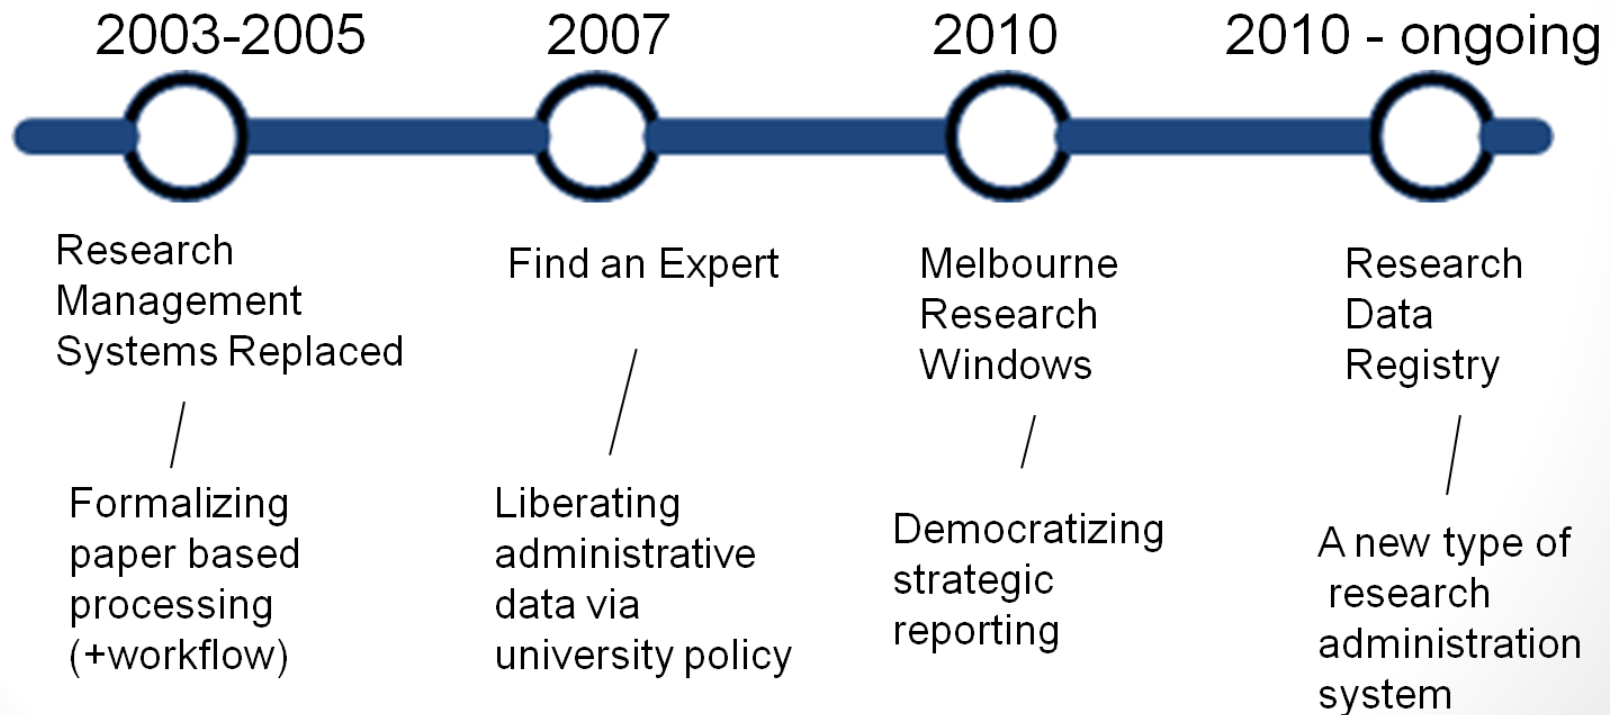 2003-2005
2007
2010
2010 - ongoing
Research
Management
Systems Replaced
Find an Expert
Melbourne
Research
Windows
Research
Data
Registry
Formalizing
paper based
processing
(+workflow)
Liberating
administrative
data via
university policy
Democratizing
strategic
reporting
A new type of
research
administration
system